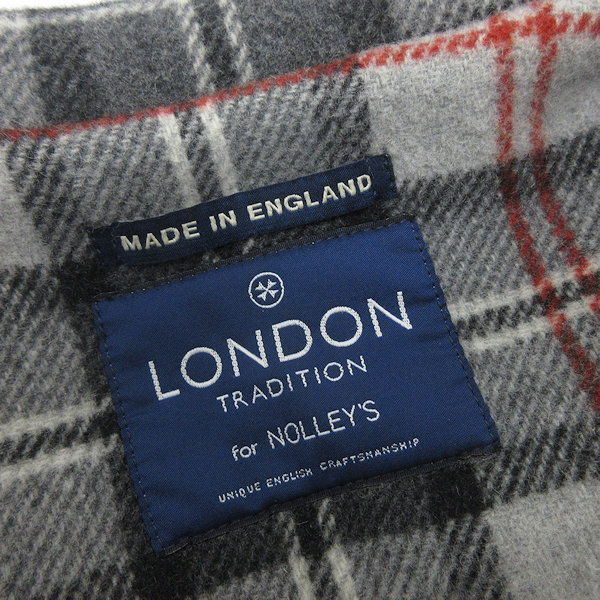 MADE IN ENGLAND
LONDON
TRADITION
for NOLLEY'S
UNIQUE ENGLISH CRAFTSMANSHIP